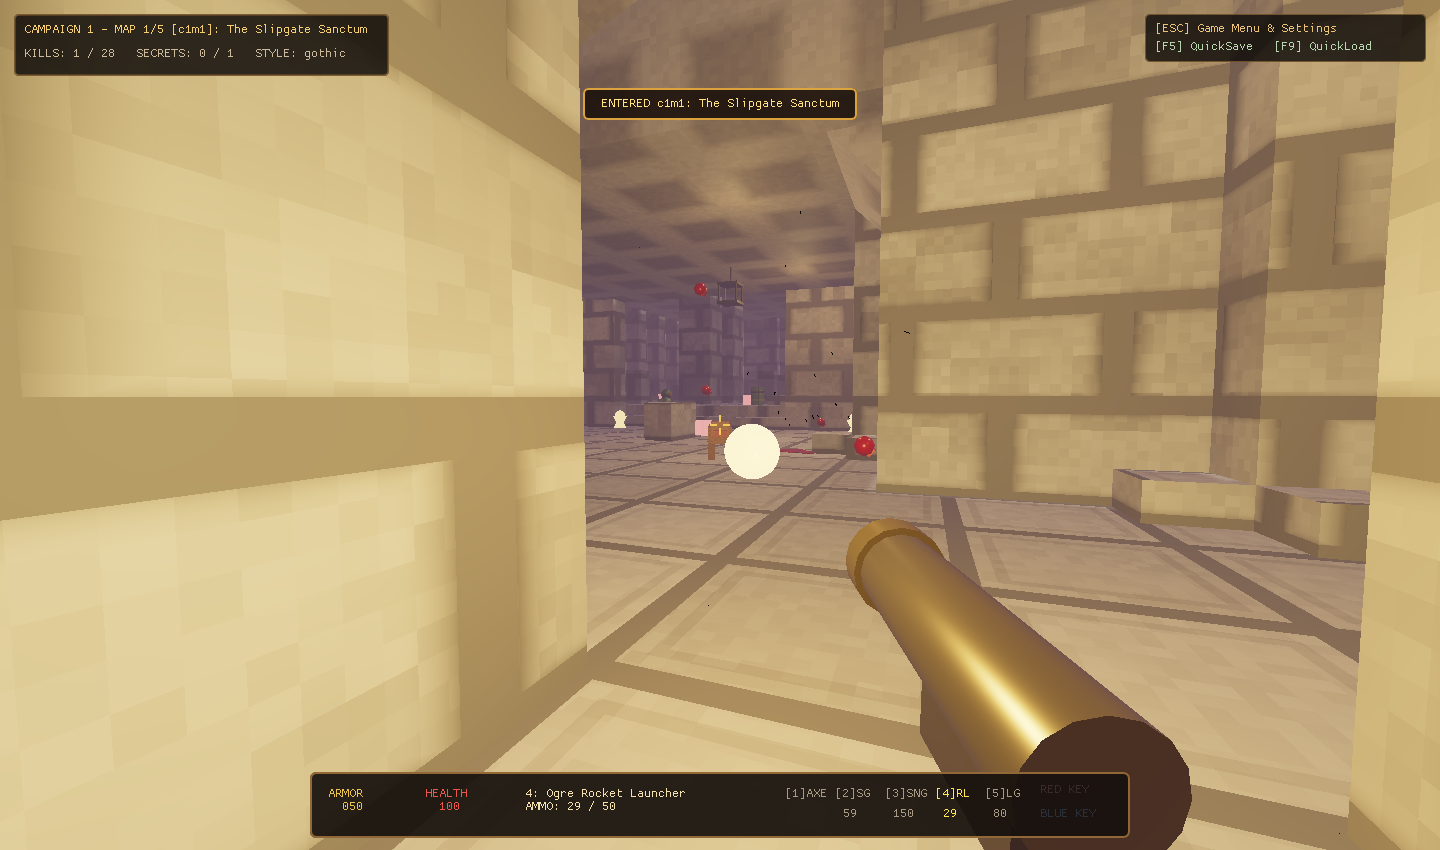 CAMPAIGN 1 - MAP 1/5 [c1m1]: The Slipgate Sanctum
KILLS: 1 / 28 SECRETS: 0 / 1 STYLE: gothic
[ESC] Game Menu & Settings
[F5] QuickSave [F9] QuickLoad
ENTERED c1m1: The Slipgate Sanctum
ARMOR HEALTH 4: Ogre Rocket Launcher [1]AXE [2]SG [3]SNG [4]RL [5]LG RED KEY
050 100 AMMO: 29 / 50 59 150 29 80 BLUE KEY